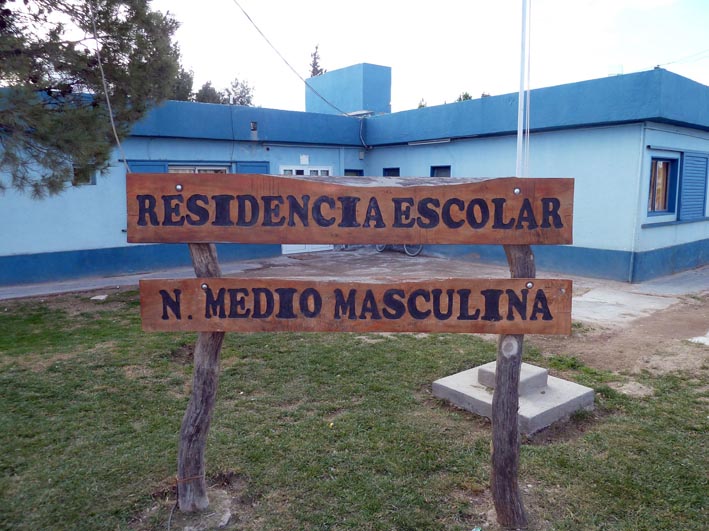 RESIDENCIA ESCOLAR
N. MEDIO MASCULINA